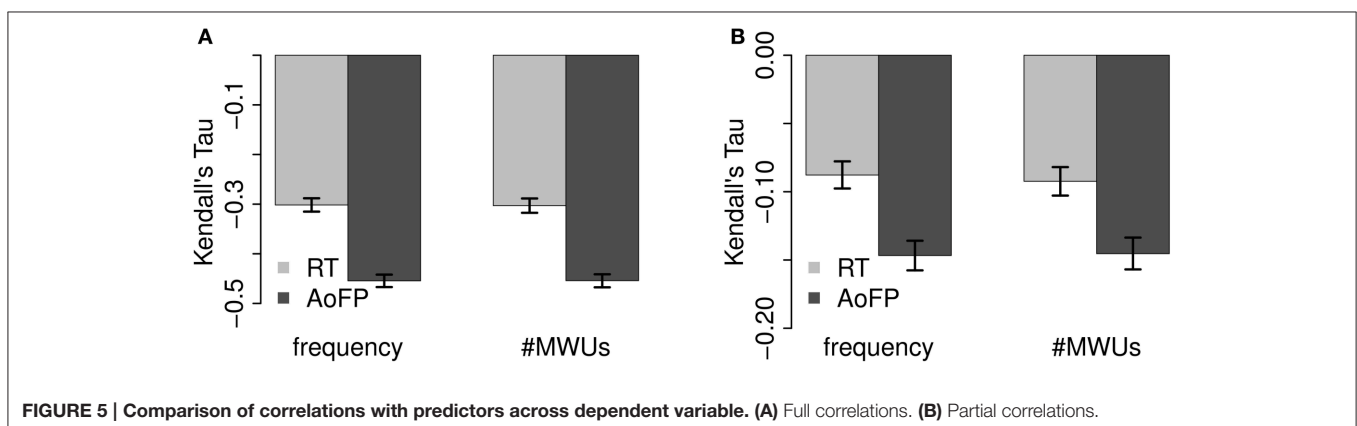 A
Kendall's Tau
−0.1
−0.3
−0.5
RT
AoFP
frequency
#MWUs
B
Kendall's Tau
0.00
−0.10
−0.20
RT
AoFP
frequency
#MWUs
FIGURE 5 | Comparison of correlations with predictors across dependent variable. (A) Full correlations. (B) Partial correlations.